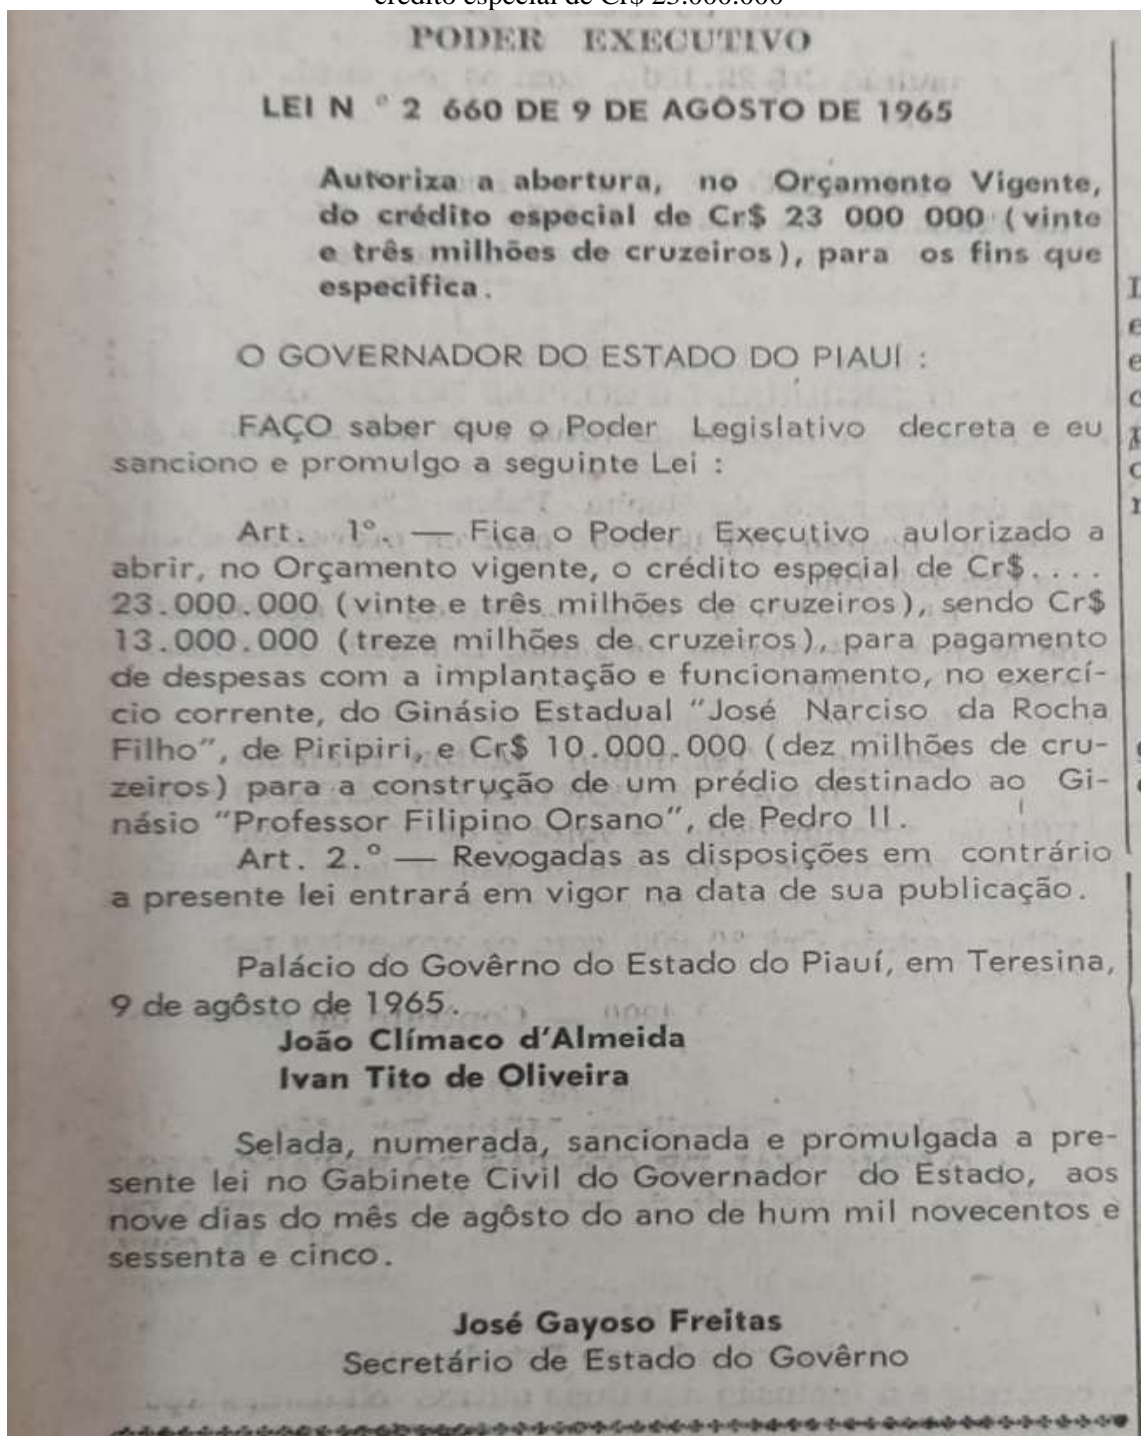 crédito especial de Cr$ 23.000.000
PODER EXECUTIVO
LEI N º 2 660 DE 9 DE AGÔSTO DE 1965
Autoriza a abertura, no Orçamento Vigente,
do crédito especial de Cr$ 23 000 000 (vinte
e três milhões de cruzeiros), para os fins que
especifica.
O GOVERNADOR DO ESTADO DO PIAUÍ :
FAÇO saber que o Poder Legislativo decreta e eu
sanciono e promulgo a seguinte Lei :
Art. 1º. — Fica o Poder Executivo aulorizado a
abrir, no Orçamento vigente, o crédito especial de Cr$....
23.000.000 (vinte e três milhões de cruzeiros), sendo Cr$
13.000.000 (treze milhões de cruzeiros), para pagamento
de despesas com a implantação e funcionamento, no exercí-
cio corrente, do Ginásio Estadual "José Narciso da Rocha
Filho", de Piripiri, e Cr$ 10.000.000 (dez milhões de cru-
zeiros) para a construção de um prédio destinado ao Gi-
násio "Professor Filipino Orsano", de Pedro II.
Art. 2.º — Revogadas as disposições em contrário
a presente lei entrará em vigor na data de sua publicação.
Palácio do Govêrno do Estado do Piauí, em Teresina,
9 de agôsto de 1965.
João Clímaco d'Almeida
Ivan Tito de Oliveira
Selada, numerada, sancionada e promulgada a pre-
sente lei no Gabinete Civil do Governador do Estado, aos
nove dias do mês de agôsto do ano de hum mil novecentos e
sessenta e cinco.
José Gayoso Freitas
Secretário de Estado do Govêrno